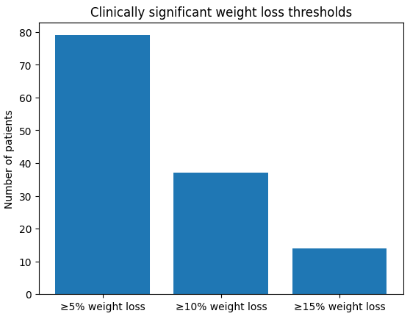 Clinically significant weight loss thresholds
Number of patients
80
70
60
50
40
30
20
10
0
≥5% weight loss
≥10% weight loss
≥15% weight loss